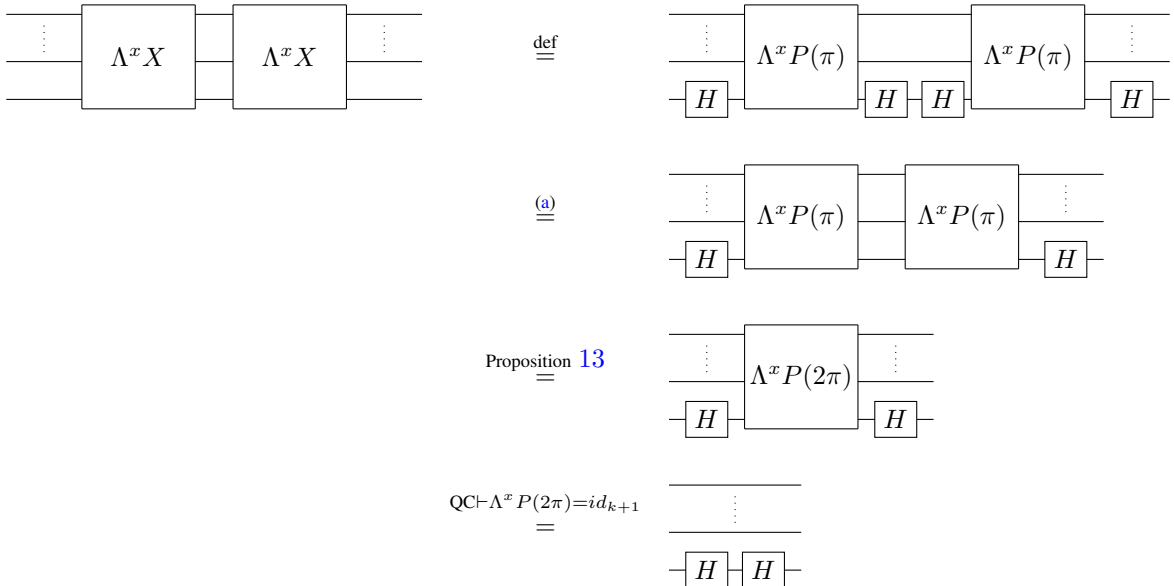 Λ^x X Λ^x X def = Λ^x P(π) Λ^x P(π)
H H H H
(a) = Λ^x P(π) Λ^x P(π)
H H
Proposition 13 = Λ^x P(2π)
H H
QC⊢Λ^x P(2π)=id_{k+1}
=
H H